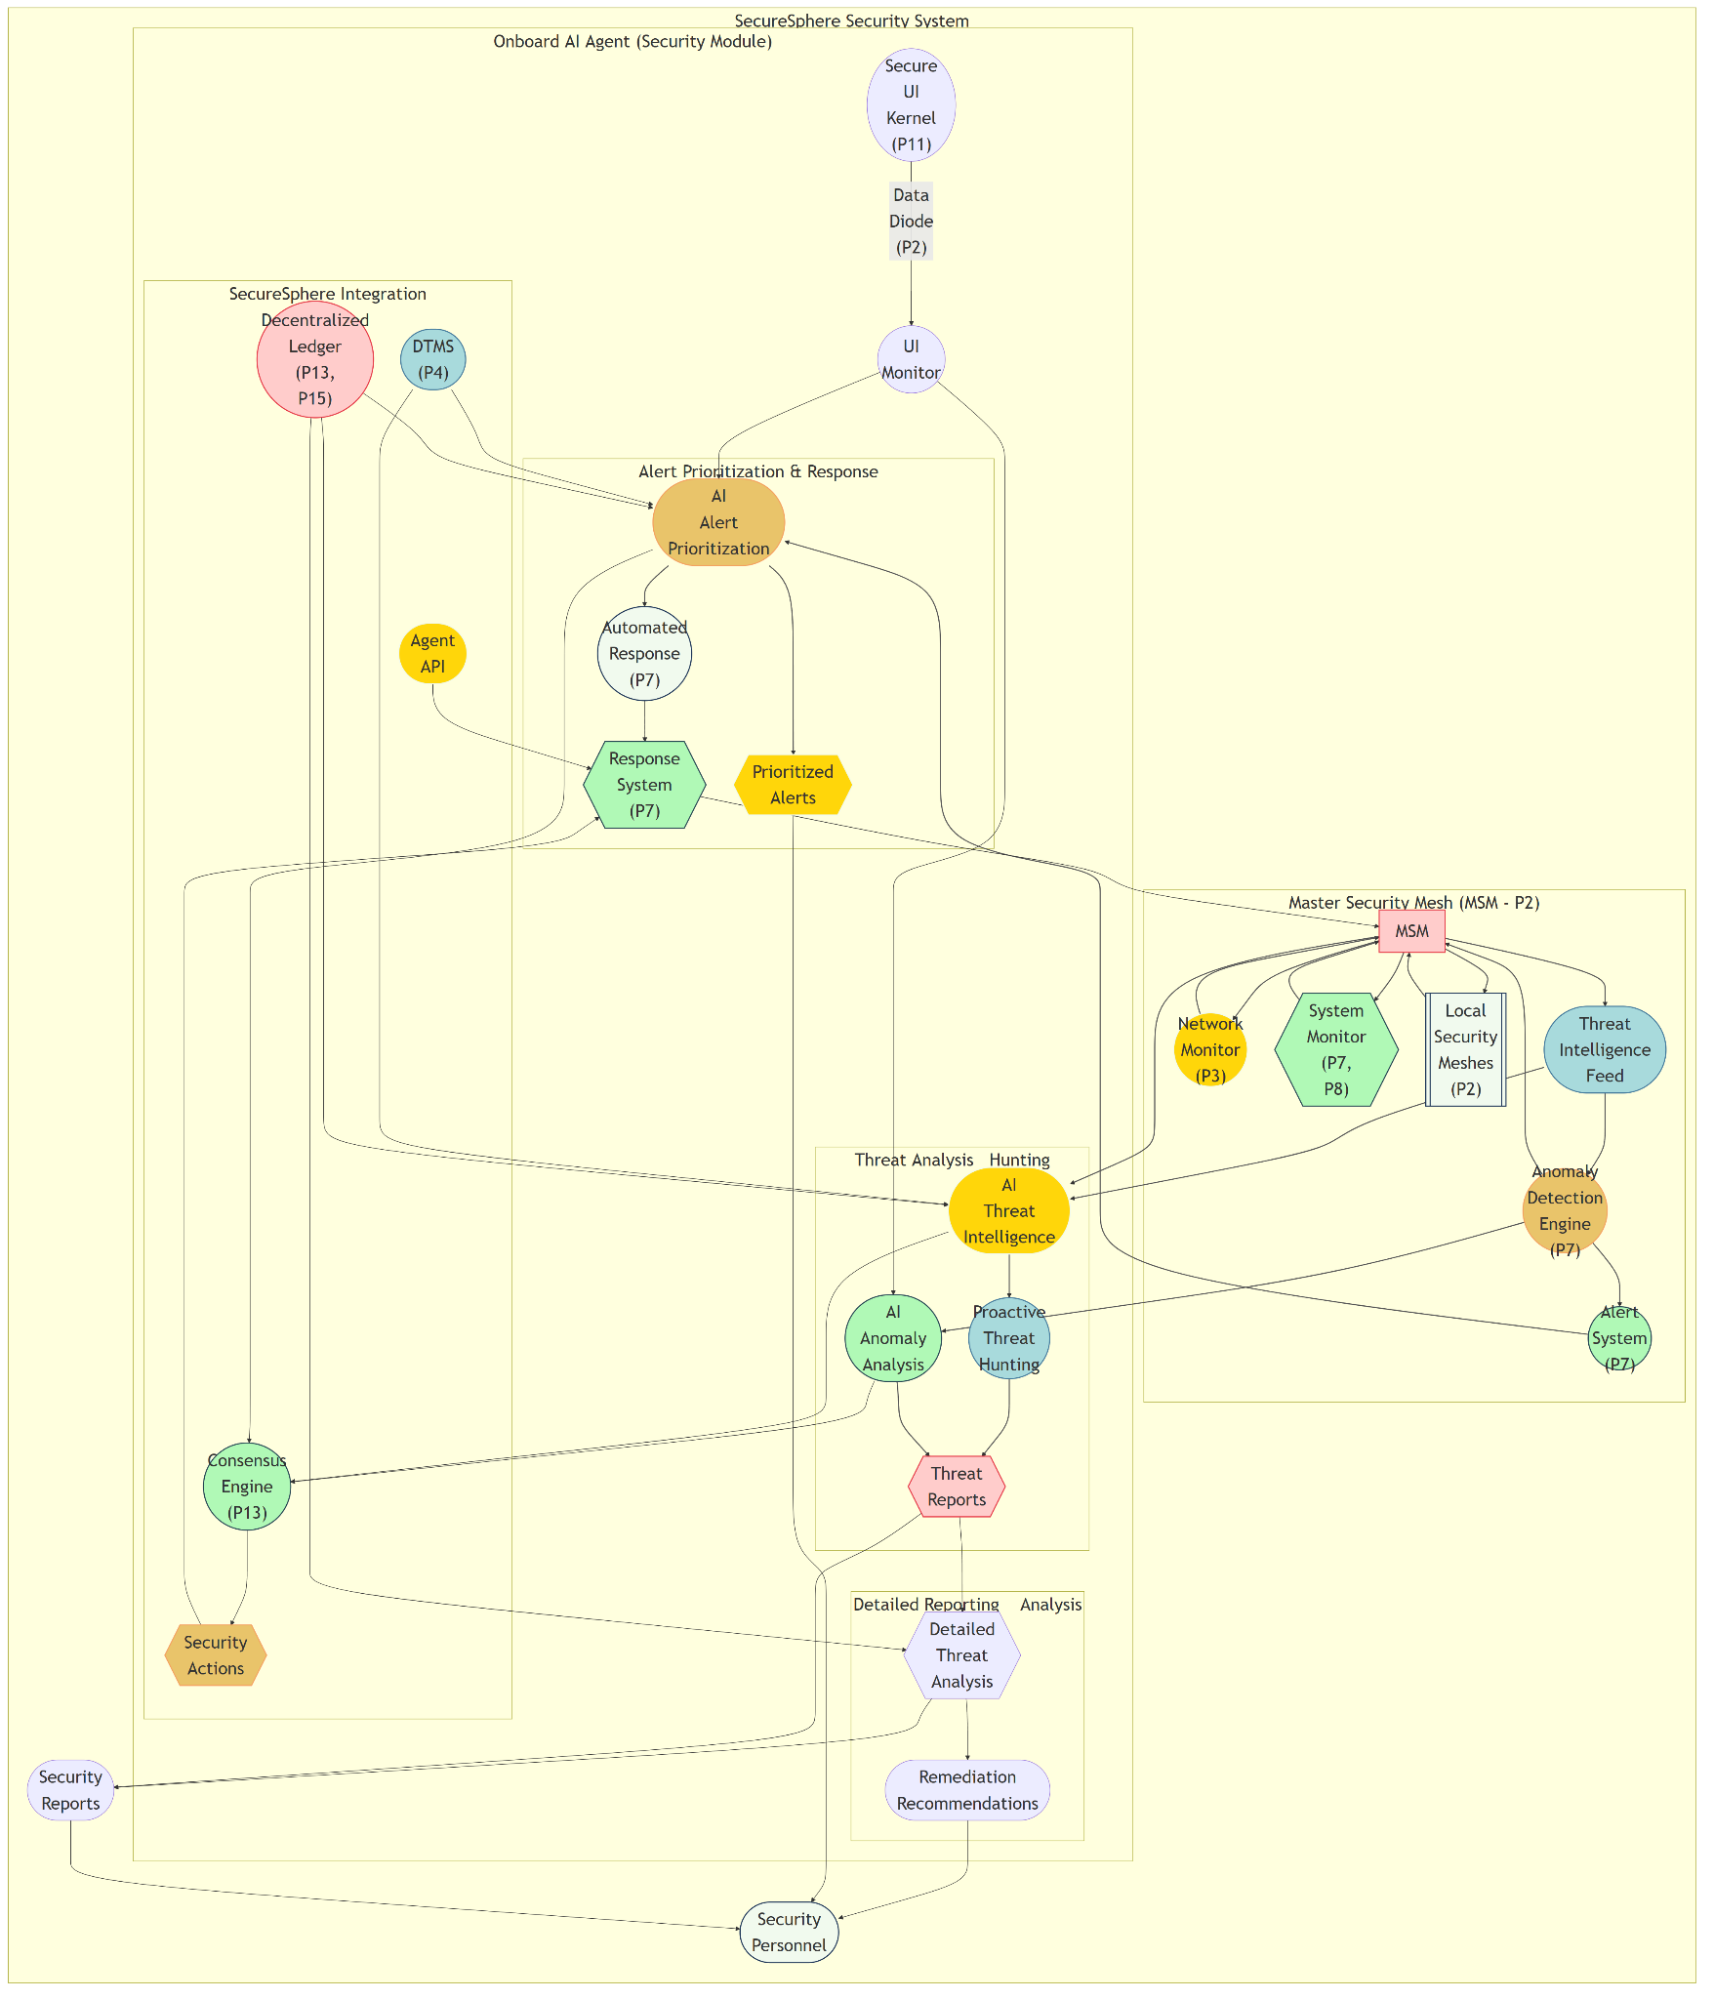 SecureSphere Security System
Onboard AI Agent (Security Module)
Secure
UI
Kernel
(P11)
Data
Diode
(P2)
SecureSphere Integration
Decentralized
Ledger
(P13,
P15)
DTMS
(P4)
UI
Monitor
Alert Prioritization & Response
AI
Alert
Prioritization
Agent
API
Automated
Response
(P7)
Response
System
(P7)
Prioritized
Alerts
Master Security Mesh (MSM - P2)
MSM
Network
Monitor
(P3)
System
Monitor
(P7,
P8)
Local
Security
Meshes
(P2)
Threat
Intelligence
Feed
Threat Analysis Hunting
AI
Threat
Intelligence
Anomaly
Detection
Engine
(P7)
AI
Anomaly
Analysis
Proactive
Threat
Hunting
Alert
System
(P7)
Consensus
Engine
(P13)
Threat
Reports
Detailed Reporting Analysis
Detailed
Threat
Analysis
Security
Actions
Security
Reports
Remediation
Recommendations
Security
Personnel